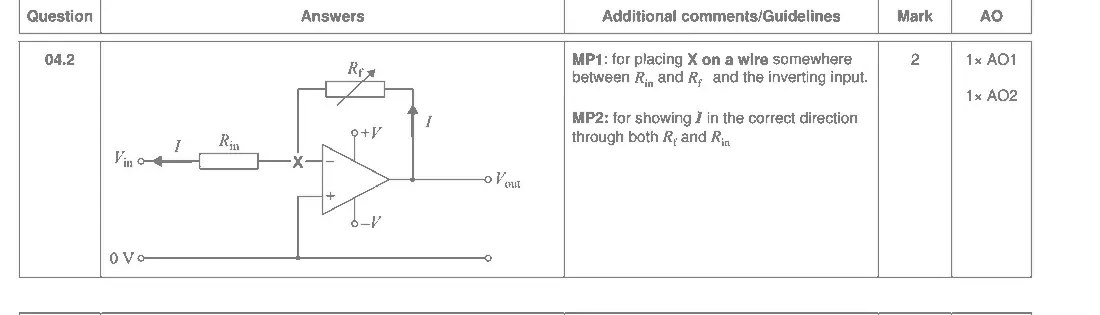 Question Answers Additional comments/Guidelines Mark AO
04.2
MP1: for placing X on a wire somewhere
between Rin and Rf and the inverting input.
MP2: for showing I in the correct direction
through both Rf and Rin
2
1× AO1
1× AO2
Rf
I
+V
I
Rin
Vin
X
−
Vout
+
−V
0 V